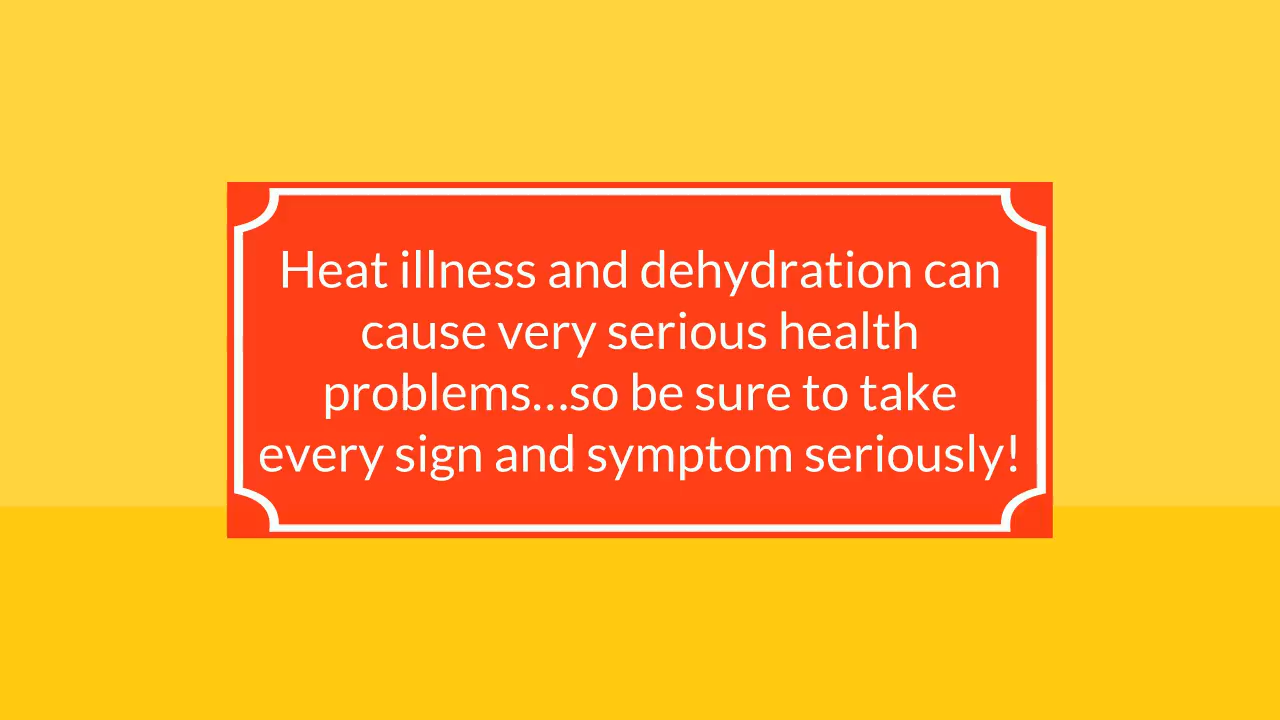 Heat illness and dehydration can
cause very serious health
problems...so be sure to take
every sign and symptom seriously!